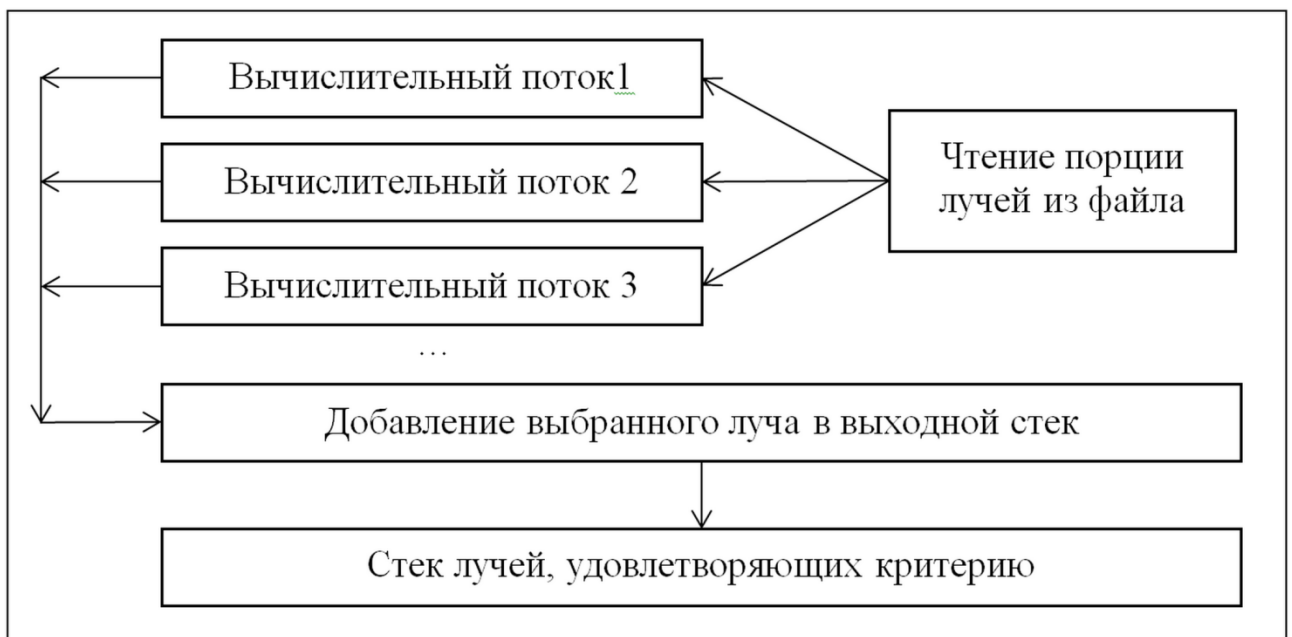 Вычислительный поток1
Вычислительный поток 2
Вычислительный поток 3
...
Чтение порции
лучей из файла
Добавление выбранного луча в выходной стек
Стек лучей, удовлетворяющих критерию